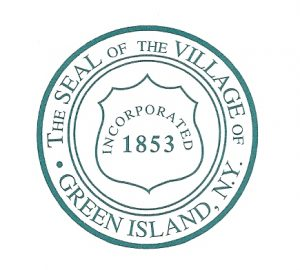 THE SEAL OF THE VILLAGE OF
• GREEN ISLAND, N.Y.
INCORPORATED
1853